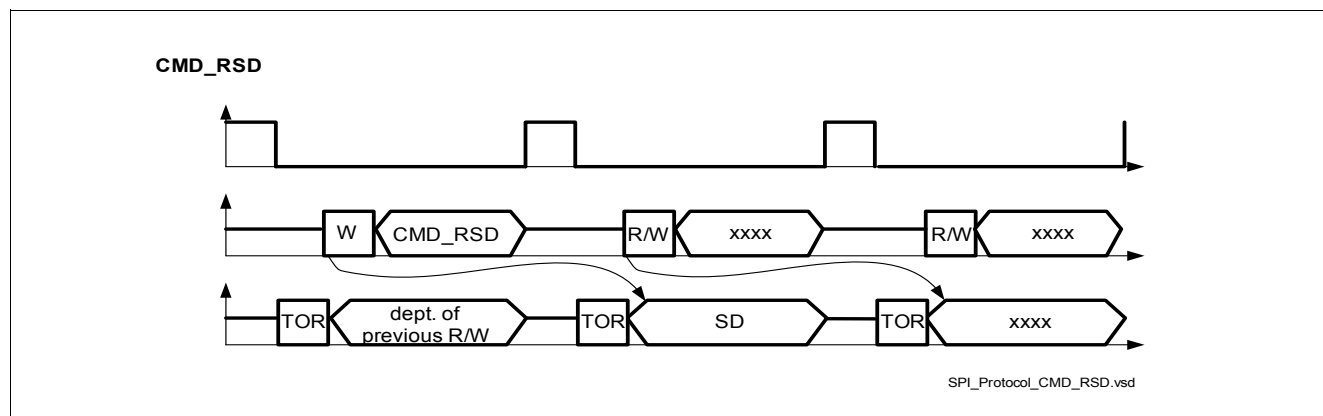 CMD_RSD
W
CMD_RSD
R/W
xxxx
R/W
xxxx
TOR
dept. of
previous R/W
TOR
SD
TOR
xxxx
SPI_Protocol_CMD_RSD.vsd